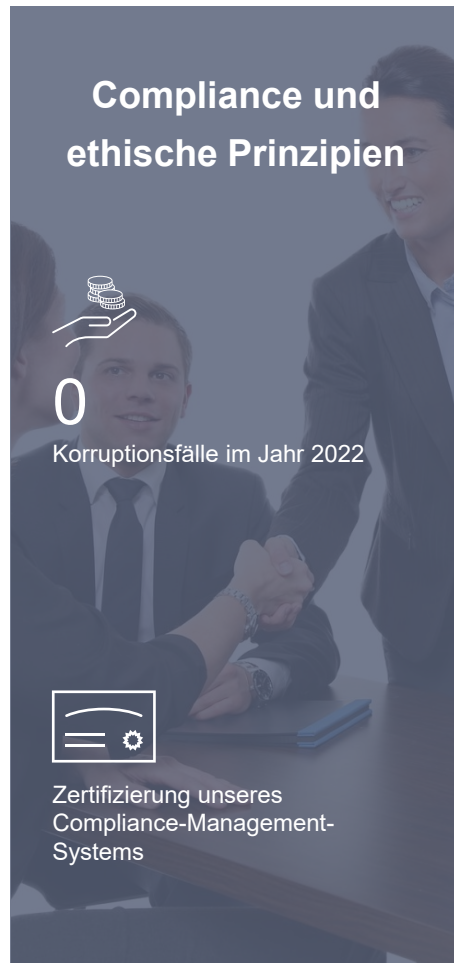 Compliance und
ethische Prinzipien
0
Korruptionsfälle im Jahr 2022
Zertifizierung unseres
Compliance-Management-
Systems